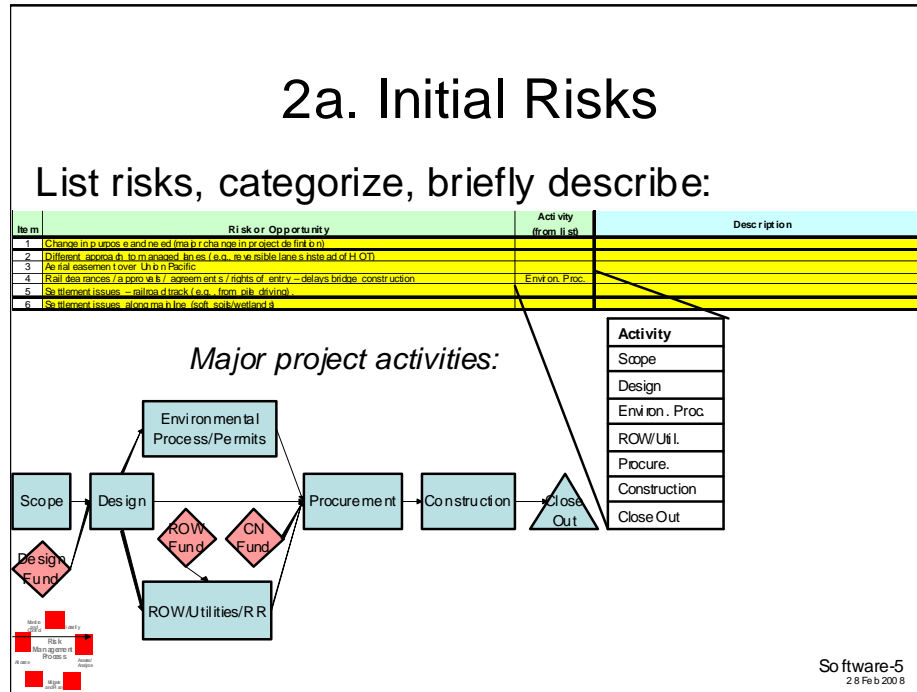 2a. Initial Risks
List risks, categorize, briefly describe:
Item Risk or Opportunity Activity (from list) Description
1 Change in purpose and need (major change in project defintion)
2 Different approach to managed lanes (e.g., reversible lanes instead of HOT)
3 Aerial easement over Union Pacific
4 Rail clearances / approvals / agreements / rights of entry – delays bridge construction Environ. Proc.
5 Settlement issues – railroad track (e.g., from pile driving).
6 Settlement issues along mainline (soft soils/wetlands)
Major project activities:
Activity
Scope
Design
Environ. Proc.
ROW/Util.
Procure.
Construction
Close Out
Environmental
Process/Permits
Scope
Design
Procurement
Construction
Close
Out
ROW
Fund
CN
Fund
Design
Fund
ROW/Utilities/RR
Risk
Management
Process
Software-5
28 Feb 2008